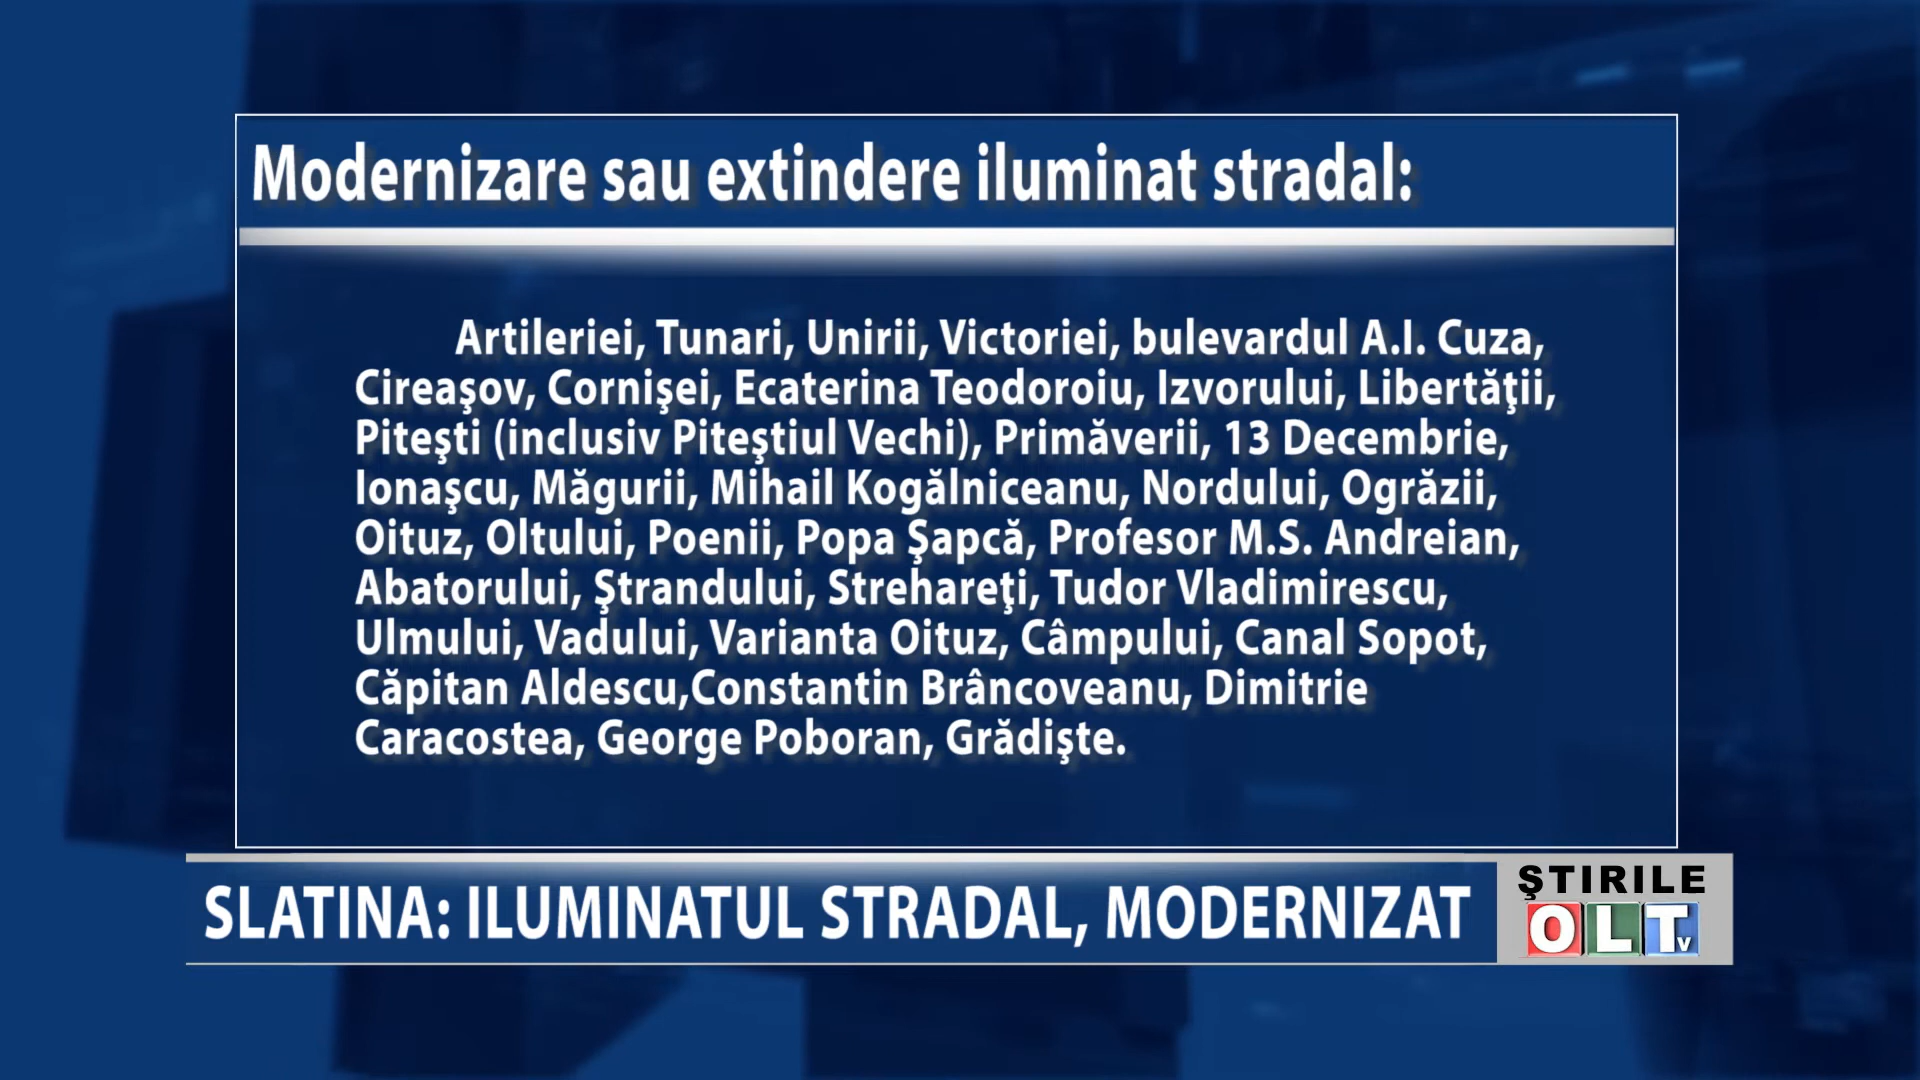 Modernizare sau extindere iluminat stradal:
Artileriei, Tunari, Unirii, Victoriei, bulevardul A.I. Cuza,
Cireaşov, Cornişei, Ecaterina Teodoroiu, Izvorului, Libertăţii,
Piteşti (inclusiv Piteştiul Vechi), Primăverii, 13 Decembrie,
Ionaşcu, Măgurii, Mihail Kogălniceanu, Nordului, Ogrăzii,
Oituz, Oltului, Poenii, Popa Şapcă, Profesor M.S. Andreian,
Abatorului, Ştrandului, Strehareţi, Tudor Vladimirescu,
Ulmului, Vadului, Varianta Oituz, Câmpului, Canal Sopot,
Căpitan Aldescu,Constantin Brâncoveanu, Dimitrie
Caracostea, George Poboran, Grădişte.
SLATINA: ILUMINATUL STRADAL, MODERNIZAT
ŞTIRILE
OLTv